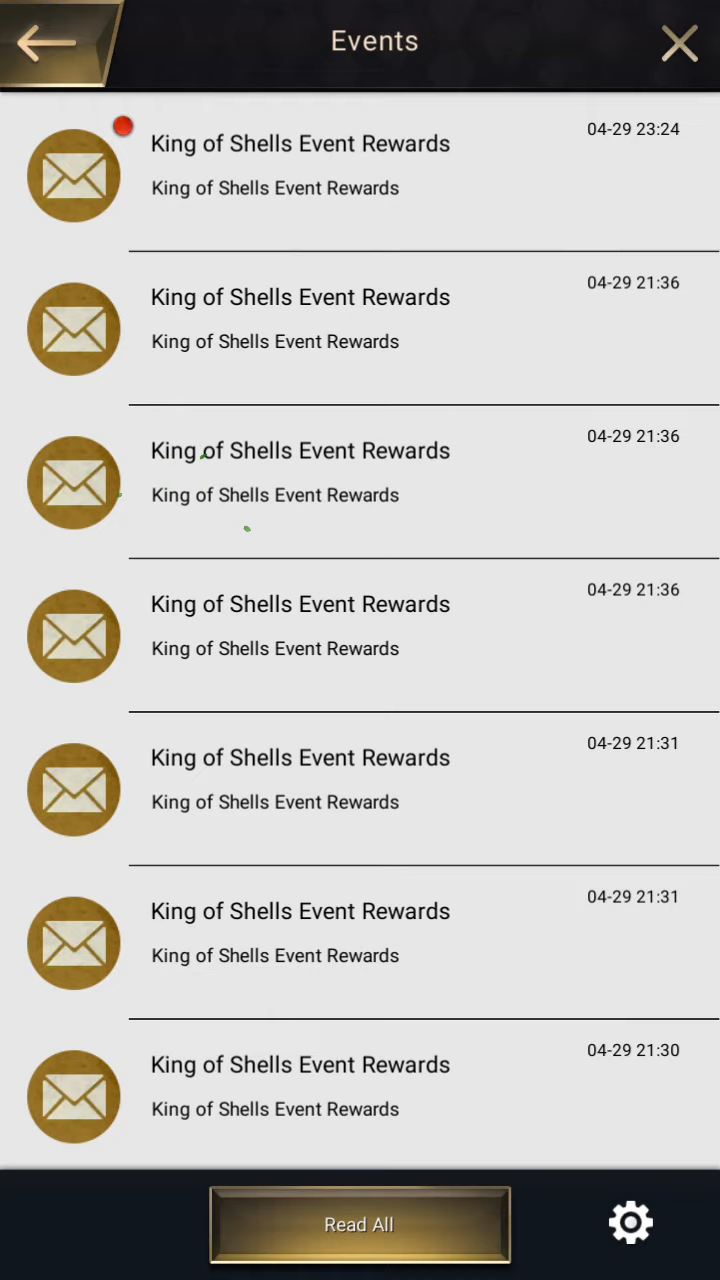 Events
King of Shells Event Rewards
04-29 23:24
King of Shells Event Rewards
King of Shells Event Rewards
04-29 21:36
King of Shells Event Rewards
King of Shells Event Rewards
04-29 21:36
King of Shells Event Rewards
King of Shells Event Rewards
04-29 21:36
King of Shells Event Rewards
King of Shells Event Rewards
04-29 21:31
King of Shells Event Rewards
King of Shells Event Rewards
04-29 21:31
King of Shells Event Rewards
King of Shells Event Rewards
04-29 21:30
King of Shells Event Rewards
Read All